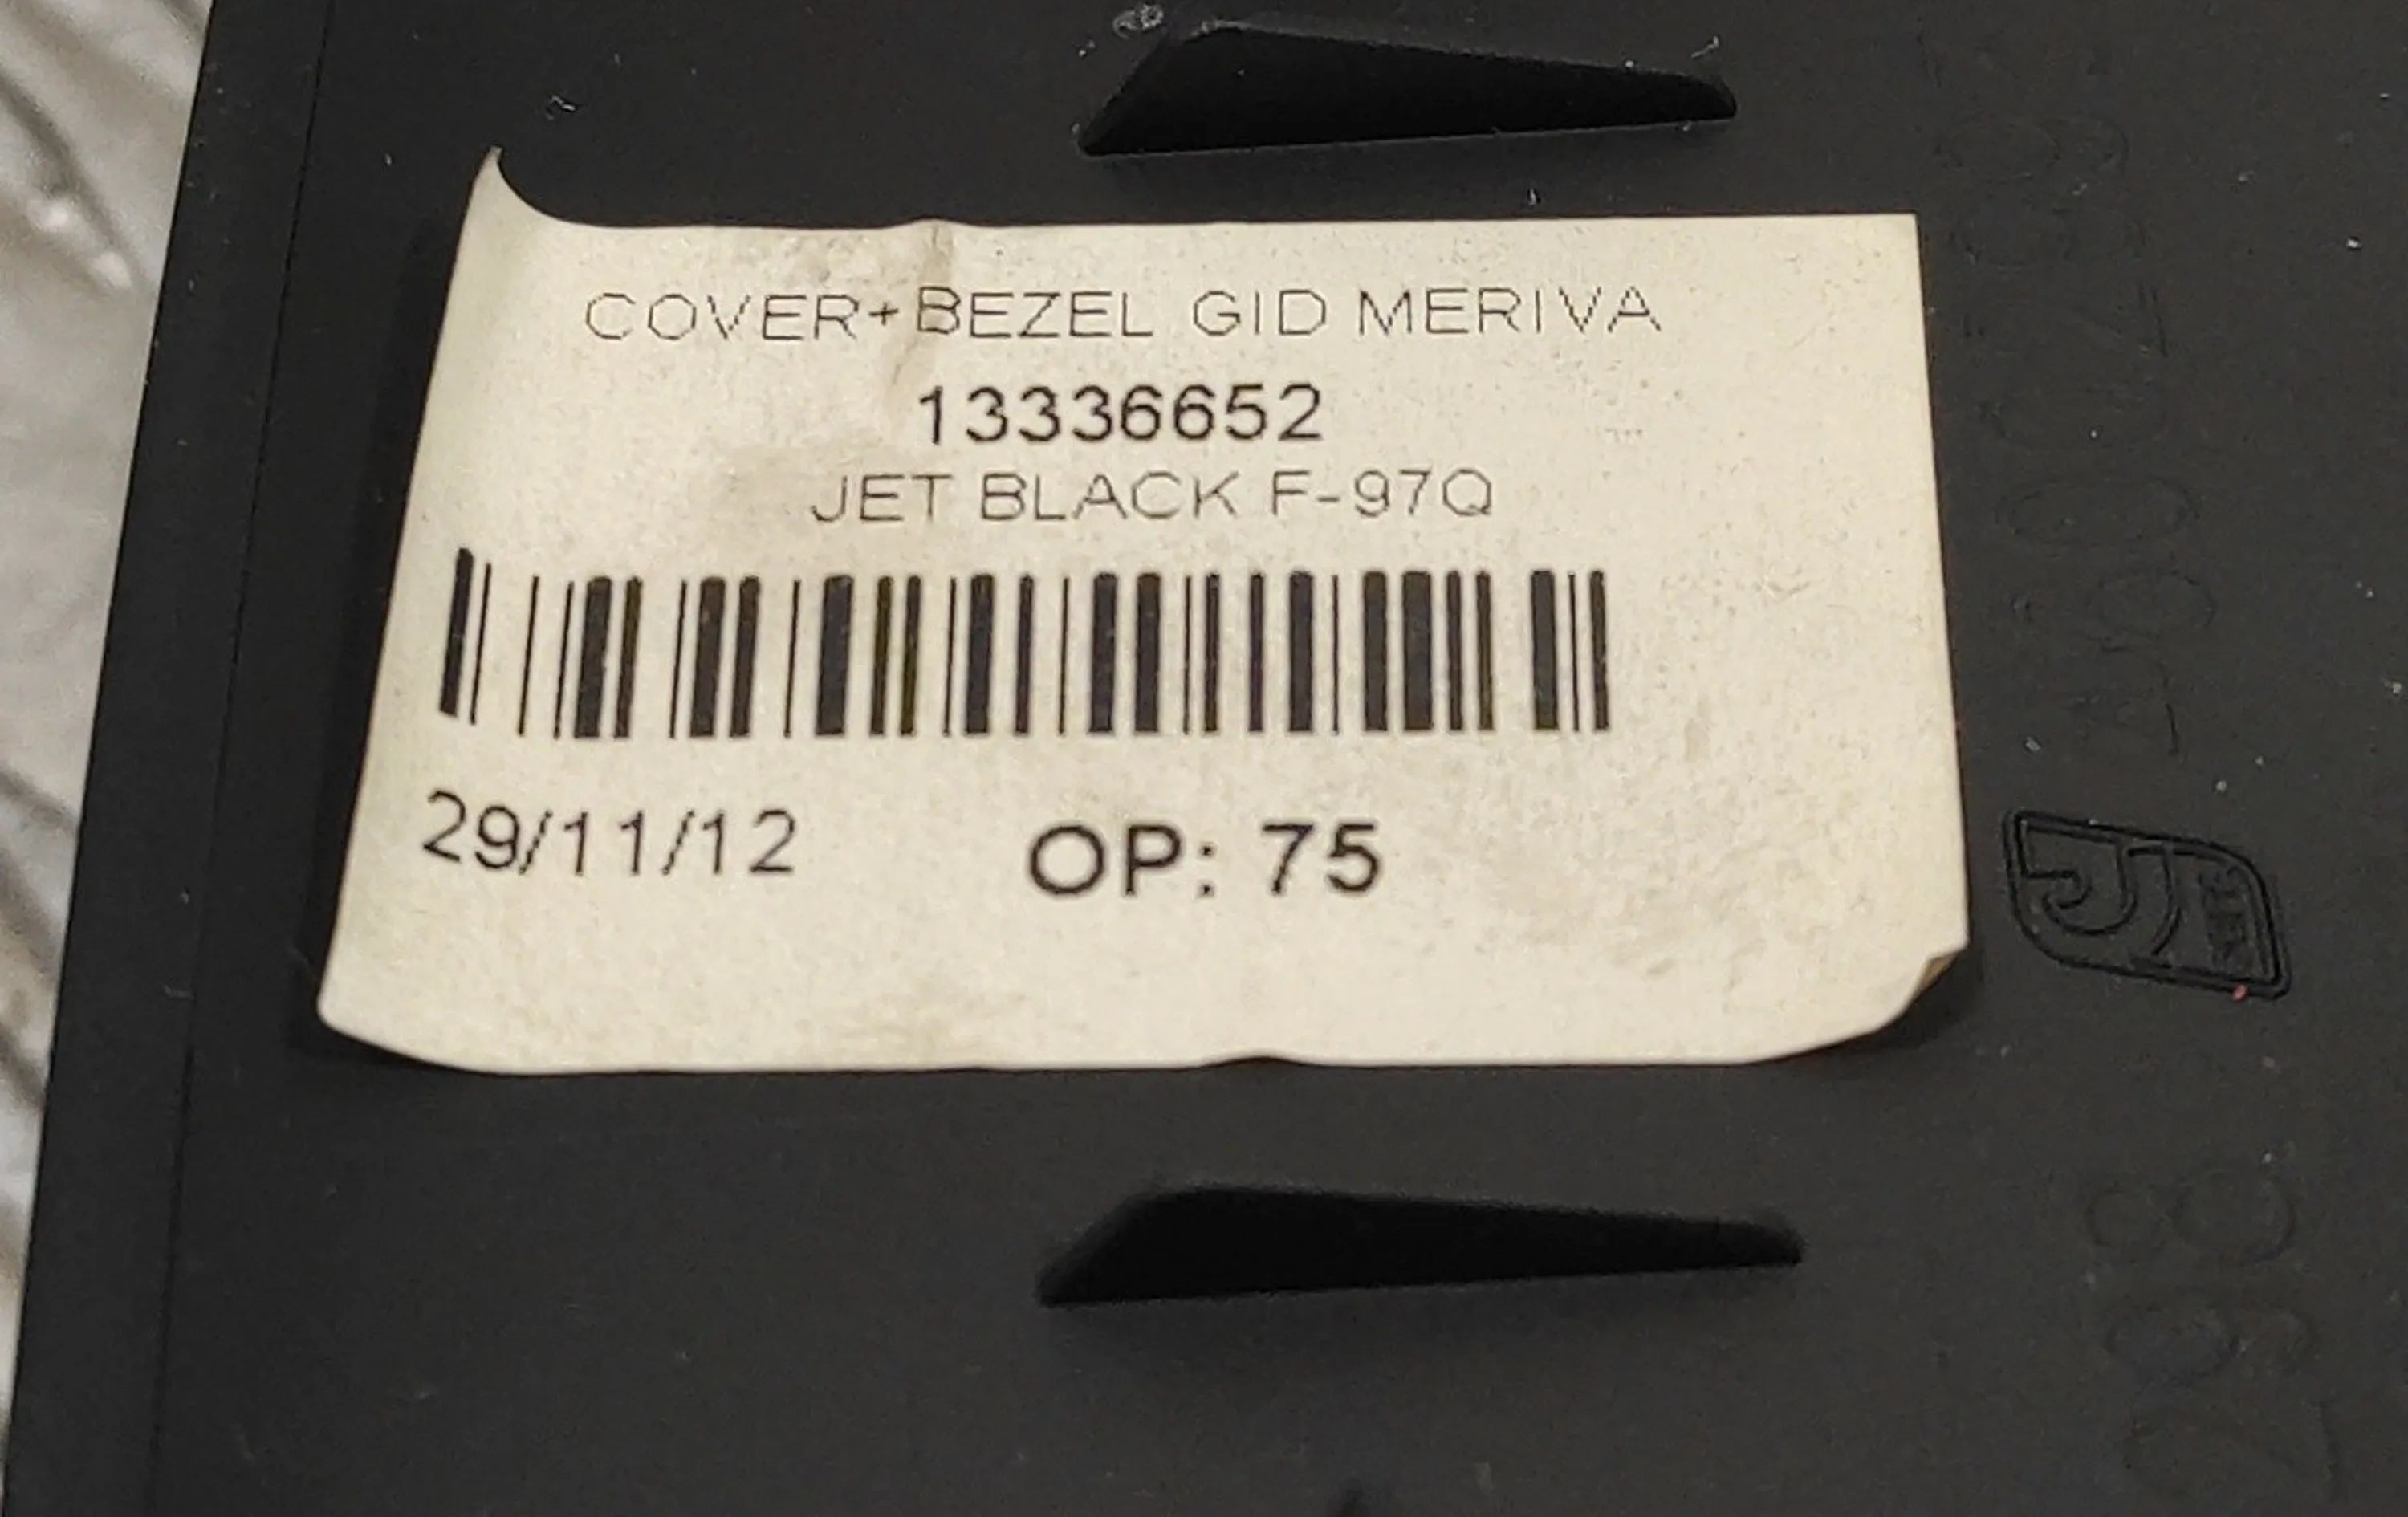 COVER+BEZEL GID MERIVA
13336652
JET BLACK F-97Q
29/11/12 OP: 75